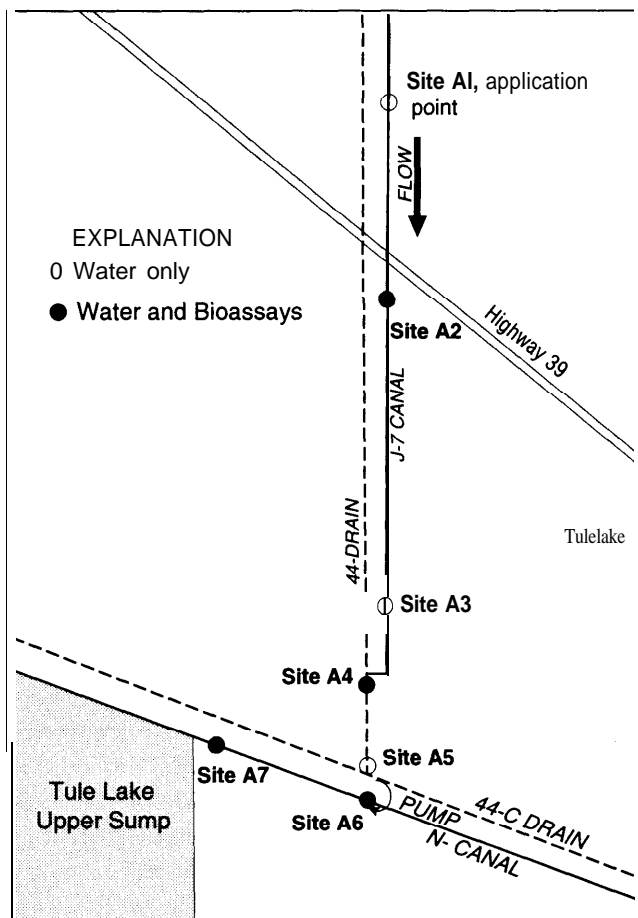 Site AI, application
point
FLOW
EXPLANATION
0 Water only
● Water and Bioassays
Site A2
Highway 39
J-7 CANAL
44-DRAIN
Tulelake
Site A3
Site A4
Site A5
Site A7
Tule Lake
Upper Sump
Site A6
PUMP
44-C DRAIN
N- CANAL